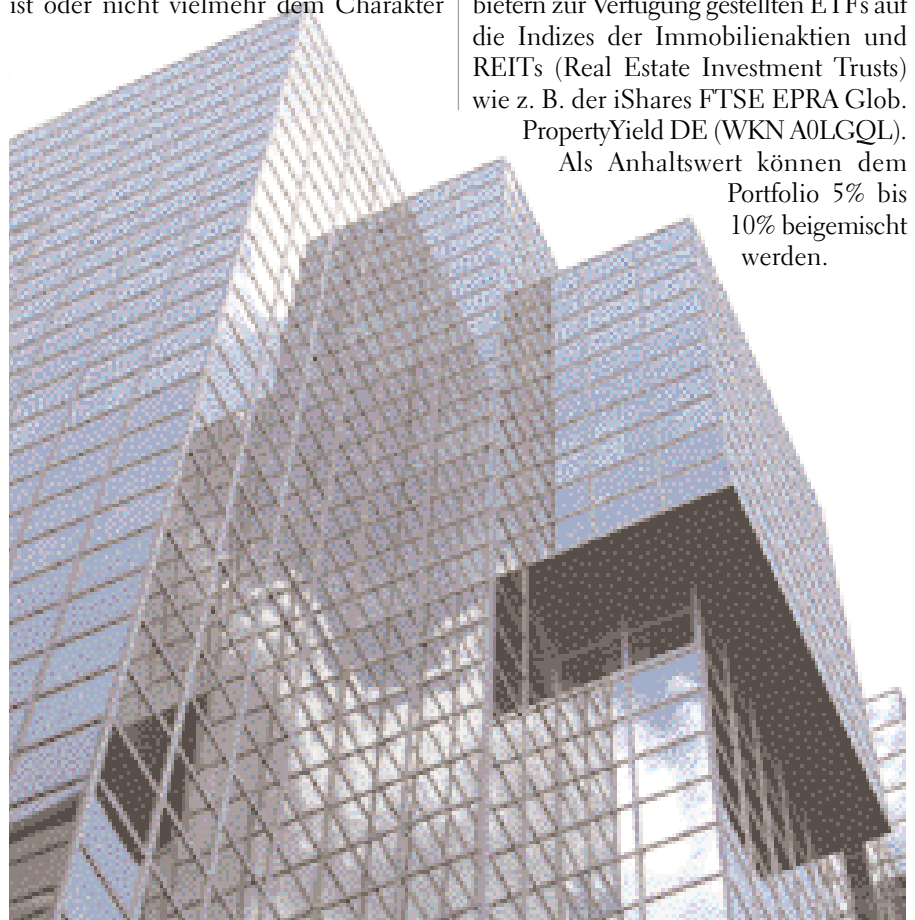 ist oder nicht vielmehr dem Charakter
bietern zur Verfügung gestellten ETFs auf
die Indizes der Immobilienaktien und
REITs (Real Estate Investment Trusts)
wie z. B. der iShares FTSE EPRA Glob.
PropertyYield DE (WKN A0LGQL).
Als Anhaltswert können dem
Portfolio 5% bis
10% beigemischt
werden.